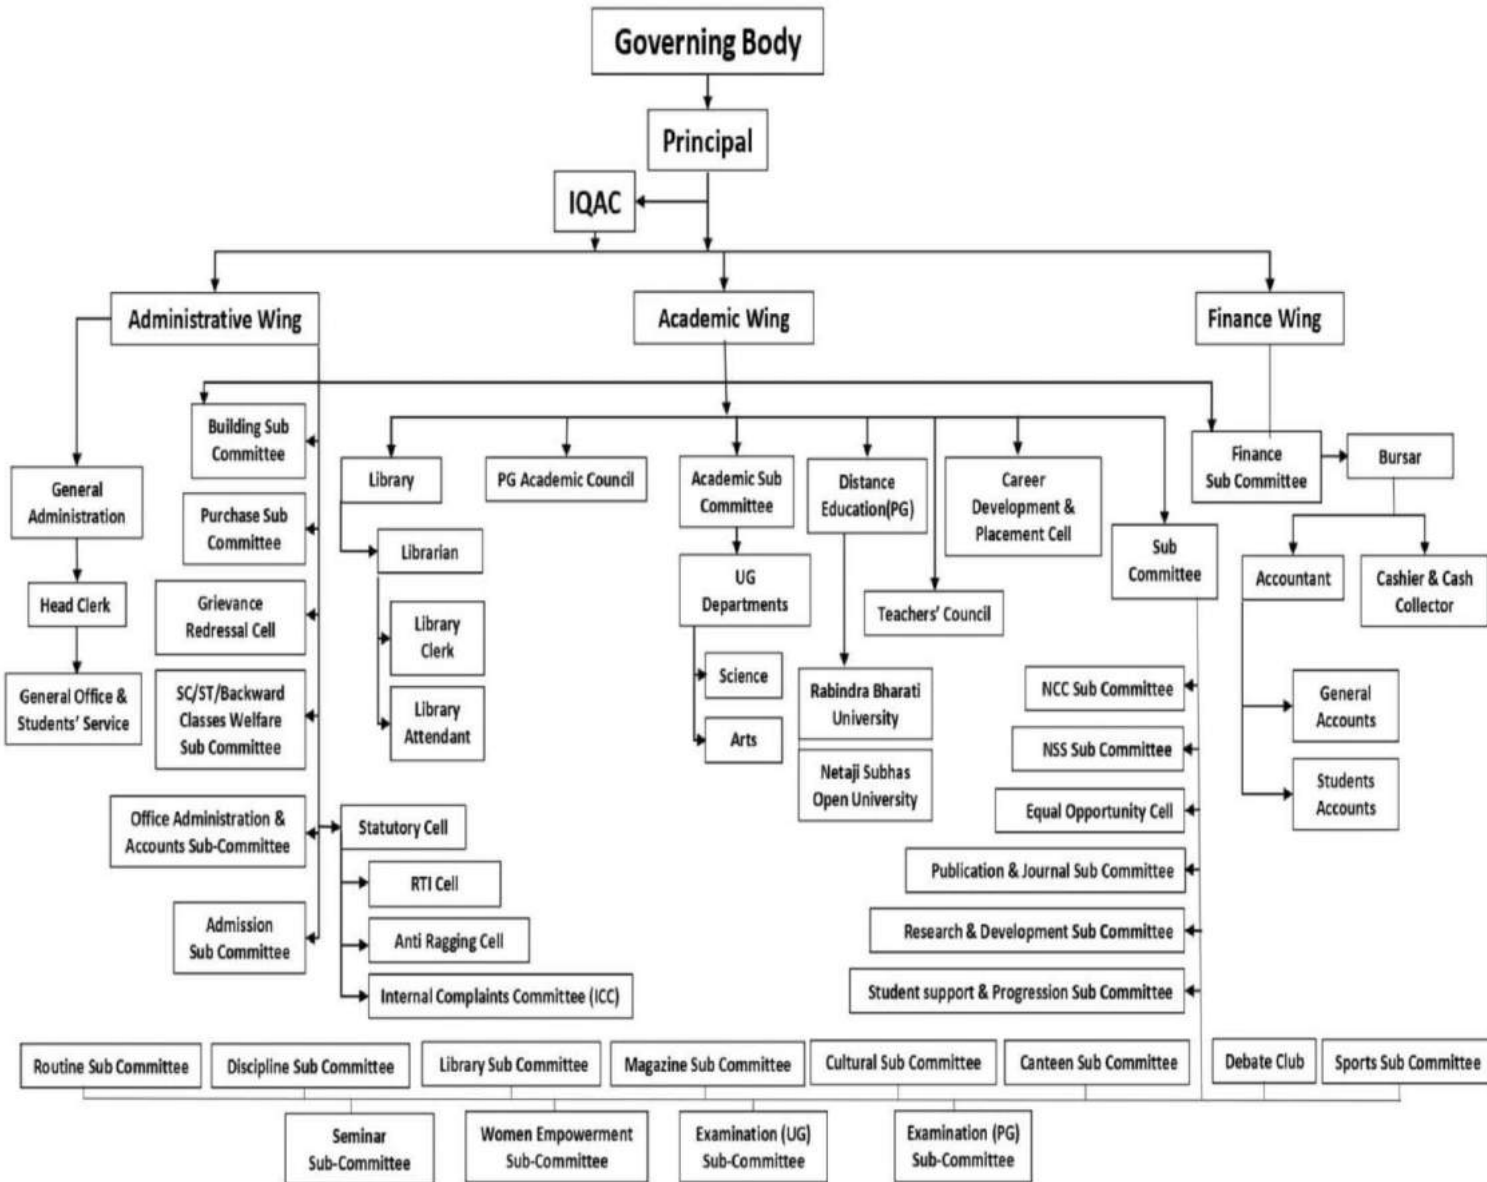 Governing Body
Principal
IQAC
Administrative Wing
Academic Wing
Finance Wing
General
Administration
Head Clerk
General Office &
Students' Service
Building Sub
Committee
Purchase Sub
Committee
Grievance
Redressal Cell
SC/ST/Backward
Classes Welfare
Sub Committee
Office Administration &
Accounts Sub-Committee
Admission
Sub Committee
Statutory Cell
RTI Cell
Anti Ragging Cell
Internal Complaints Committee (ICC)
Library
Librarian
Library
Clerk
Library
Attendant
PG Academic Council
Academic Sub
Committee
UG
Departments
Science
Arts
Distance
Education(PG)
Rabindra Bharati
University
Netaji Subhas
Open University
Teachers' Council
Career
Development &
Placement Cell
Sub
Committee
NCC Sub Committee
NSS Sub Committee
Equal Opportunity Cell
Publication & Journal Sub Committee
Research & Development Sub Committee
Student support & Progression Sub Committee
Finance
Sub Committee
Bursar
Accountant
Cashier & Cash
Collector
General
Accounts
Students
Accounts
Routine Sub Committee
Discipline Sub Committee
Library Sub Committee
Magazine Sub Committee
Cultural Sub Committee
Canteen Sub Committee
Debate Club
Sports Sub Committee
Seminar
Sub-Committee
Women Empowerment
Sub-Committee
Examination (UG)
Sub-Committee
Examination (PG)
Sub-Committee